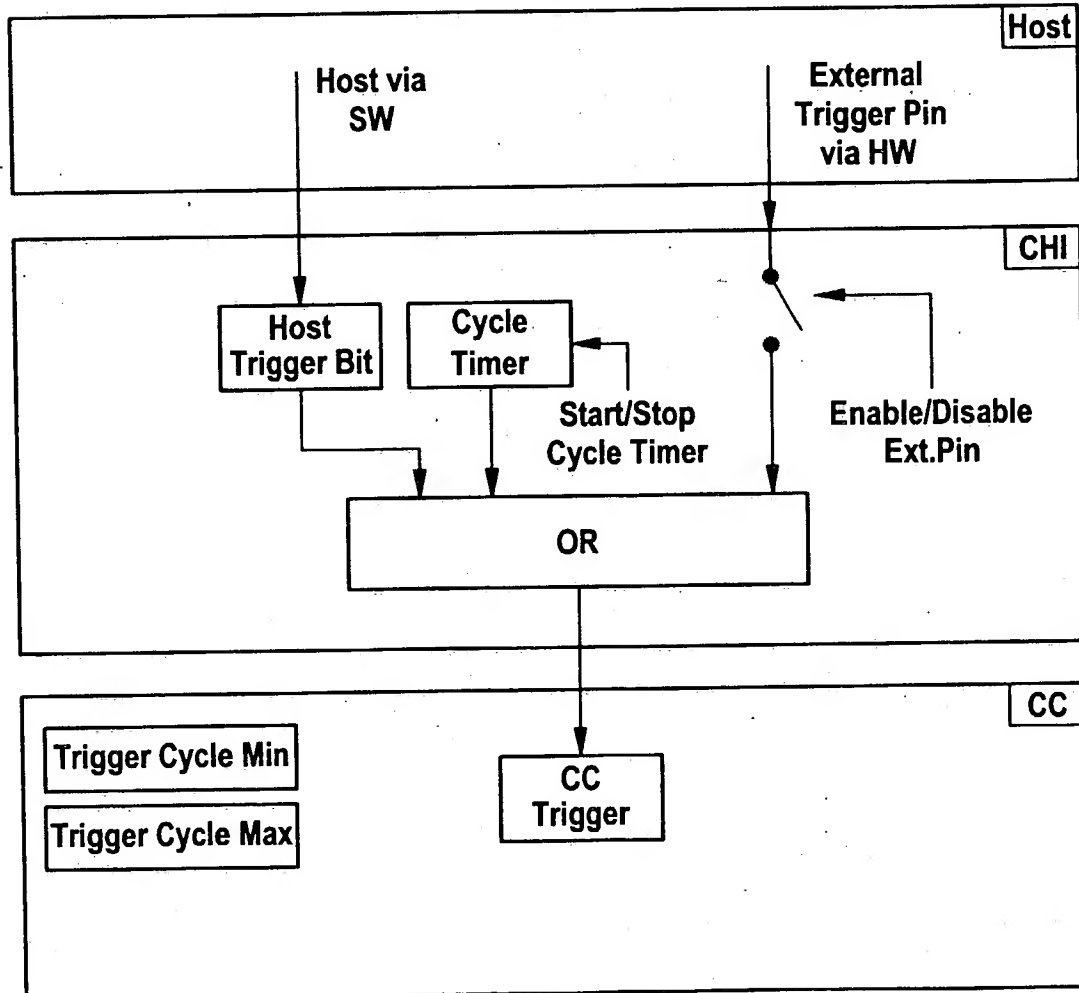 Host
Host via
SW
External
Trigger Pin
via HW
CHI
Host
Trigger Bit
Cycle
Timer
Start/Stop
Cycle Timer
Enable/Disable
Ext.Pin
OR
CC
Trigger Cycle Min
Trigger Cycle Max
CC
Trigger